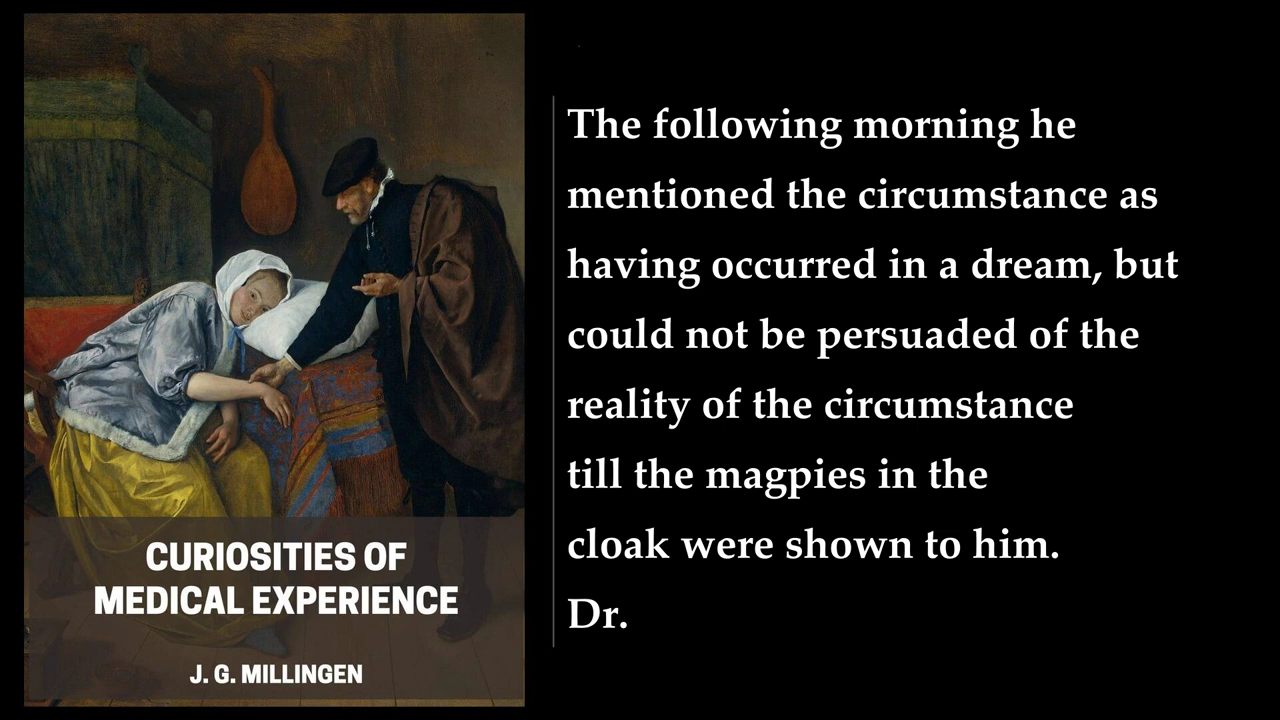 CURIOSITIES OF
MEDICAL EXPERIENCE
J. G. MILLINGEN
The following morning he
mentioned the circumstance as
having occurred in a dream, but
could not be persuaded of the
reality of the circumstance
till the magpies in the
cloak were shown to him.
Dr.